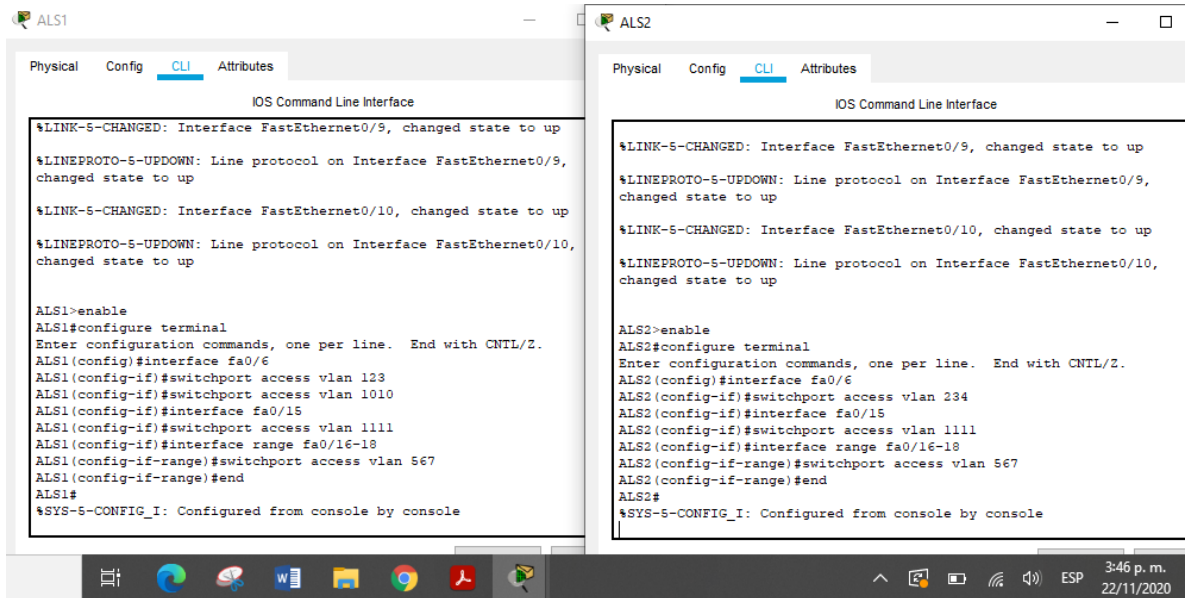 ALS1
Physical Config CLI Attributes
IOS Command Line Interface
%LINK-5-CHANGED: Interface FastEthernet0/9, changed state to up
%LINEPROTO-5-UPDOWN: Line protocol on Interface FastEthernet0/9,
changed state to up
%LINK-5-CHANGED: Interface FastEthernet0/10, changed state to up
%LINEPROTO-5-UPDOWN: Line protocol on Interface FastEthernet0/10,
changed state to up
ALS1>enable
ALS1#configure terminal
Enter configuration commands, one per line.  End with CNTL/Z.
ALS1(config)#interface fa0/6
ALS1(config-if)#switchport access vlan 123
ALS1(config-if)#switchport access vlan 1010
ALS1(config-if)#interface fa0/15
ALS1(config-if)#switchport access vlan 1111
ALS1(config-if)#interface range fa0/16-18
ALS1(config-if-range)#switchport access vlan 567
ALS1(config-if-range)#end
ALS1#
%SYS-5-CONFIG_I: Configured from console by console
ALS2
Physical Config CLI Attributes
IOS Command Line Interface
%LINK-5-CHANGED: Interface FastEthernet0/9, changed state to up
%LINEPROTO-5-UPDOWN: Line protocol on Interface FastEthernet0/9,
changed state to up
%LINK-5-CHANGED: Interface FastEthernet0/10, changed state to up
%LINEPROTO-5-UPDOWN: Line protocol on Interface FastEthernet0/10,
changed state to up
ALS2>enable
ALS2#configure terminal
Enter configuration commands, one per line.  End with CNTL/Z.
ALS2(config)#interface fa0/6
ALS2(config-if)#switchport access vlan 234
ALS2(config-if)#interface fa0/15
ALS2(config-if)#switchport access vlan 1111
ALS2(config-if)#interface range fa0/16-18
ALS2(config-if-range)#switchport access vlan 567
ALS2(config-if-range)#end
ALS2#
%SYS-5-CONFIG_I: Configured from console by console
ESP
3:46 p. m.
22/11/2020